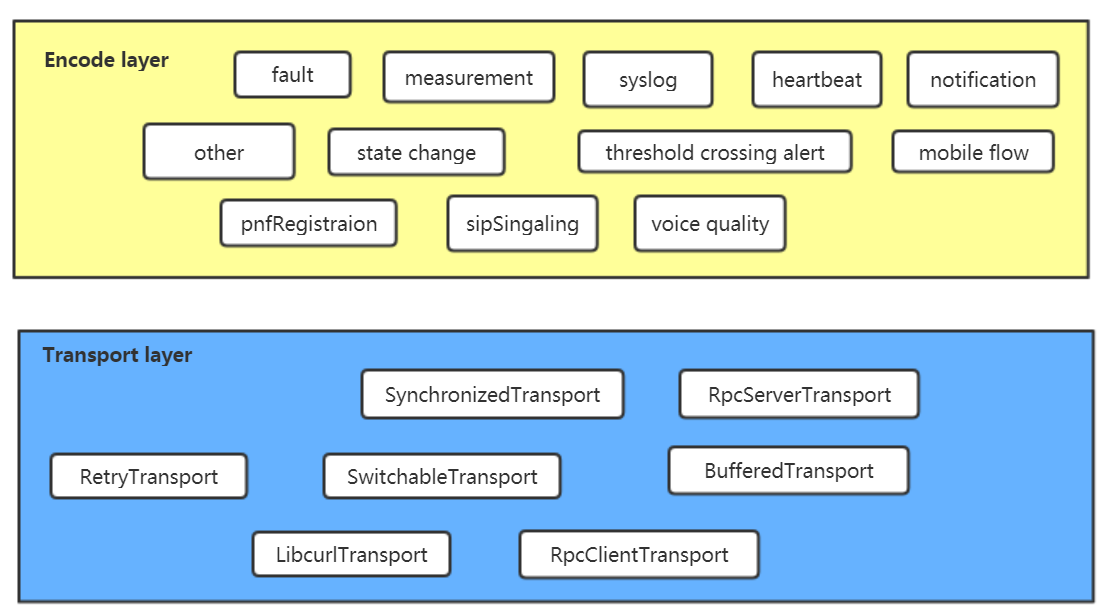 Encode layer
fault
measurement
syslog
heartbeat
notification
other
state change
threshold crossing alert
mobile flow
pnfRegistraion
sipSingaling
voice quality
Transport layer
SynchronizedTransport
RpcServerTransport
RetryTransport
SwitchableTransport
BufferedTransport
LibcurlTransport
RpcClientTransport